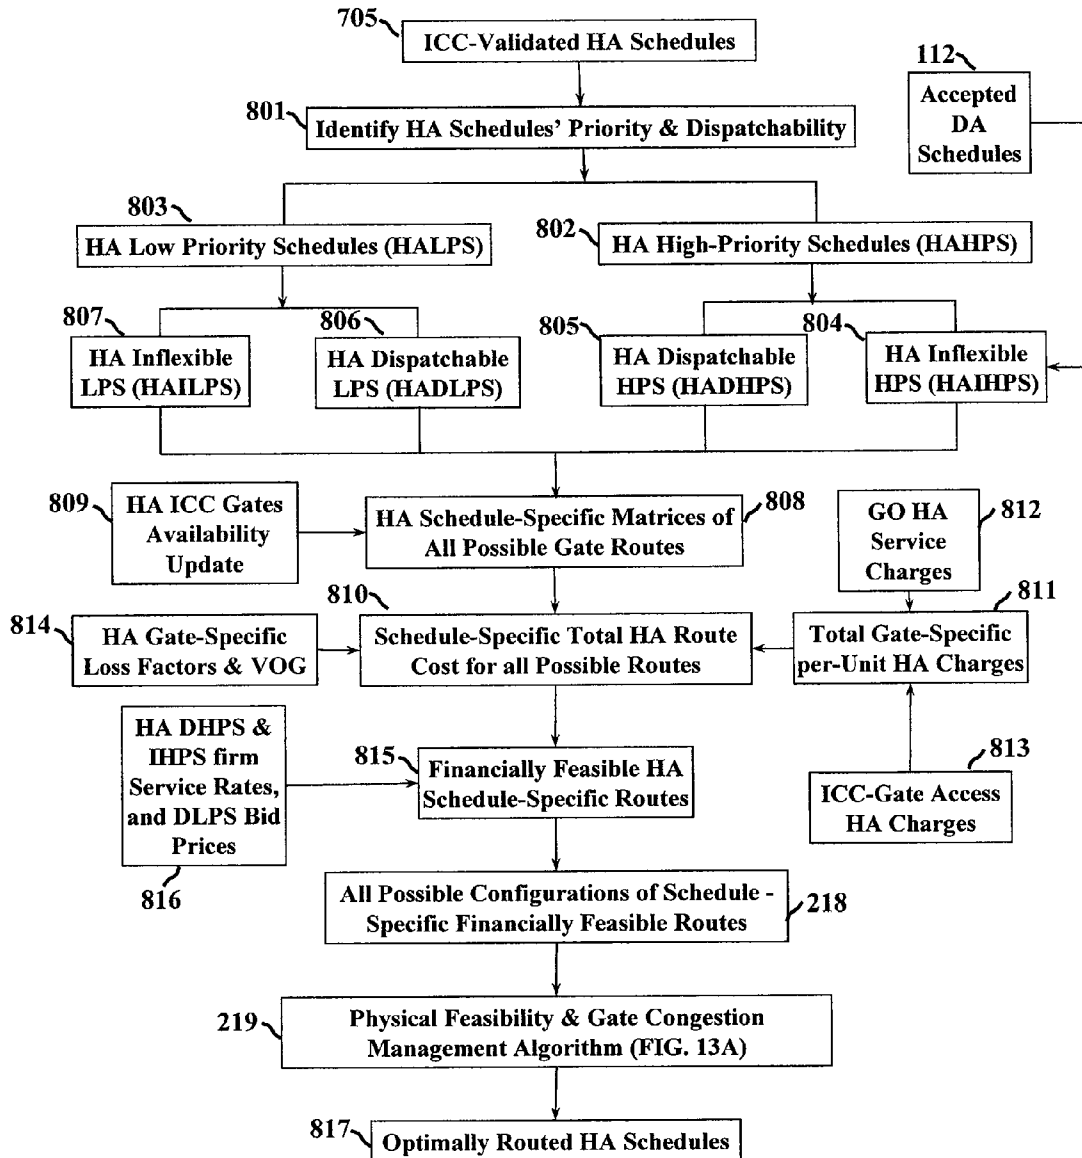 705
ICC-Validated HA Schedules
112
Accepted
DA
Schedules
801
Identify HA Schedules' Priority & Dispatchability
803
HA Low Priority Schedules (HALPS)
802
HA High-Priority Schedules (HAHPS)
807
HA Inflexible
LPS (HAILPS)
806
HA Dispatchable
LPS (HADLPS)
805
HA Dispatchable
HPS (HADHPS)
804
HA Inflexible
HPS (HAIHPS)
809
HA ICC Gates
Availability
Update
HA Schedule-Specific Matrices of
All Possible Gate Routes
808
GO HA
Service
Charges
812
814
HA Gate-Specific
Loss Factors & VOG
810
Schedule-Specific Total HA Route
Cost for all Possible Routes
811
Total Gate-Specific
per-Unit HA Charges
HA DHPS &
IHPS firm
Service Rates,
and DLPS Bid
Prices
816
815
Financially Feasible HA
Schedule-Specific Routes
813
ICC-Gate Access
HA Charges
All Possible Configurations of Schedule -
Specific Financially Feasible Routes
218
219
Physical Feasibility & Gate Congestion
Management Algorithm (FIG. 13A)
817
Optimally Routed HA Schedules